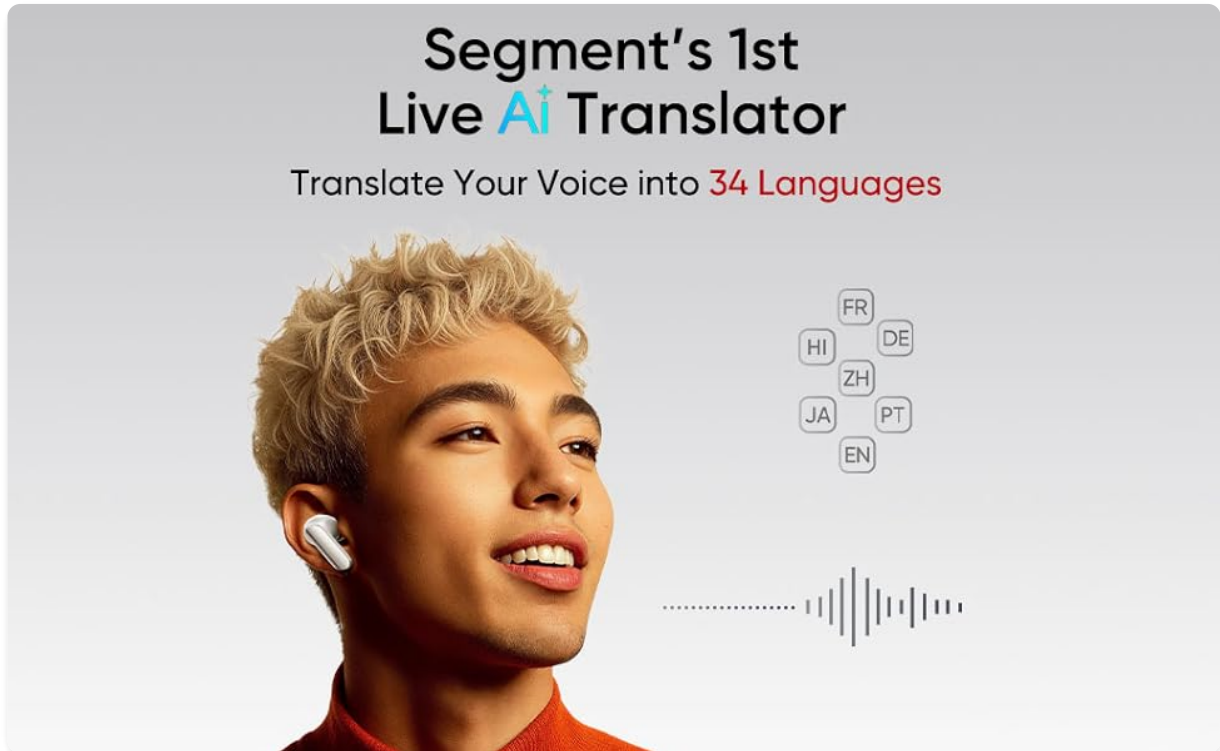 Segment's 1st
Live Ai Translator
Translate Your Voice into 34 Languages
FR
HI
DE
ZH
JA
PT
EN